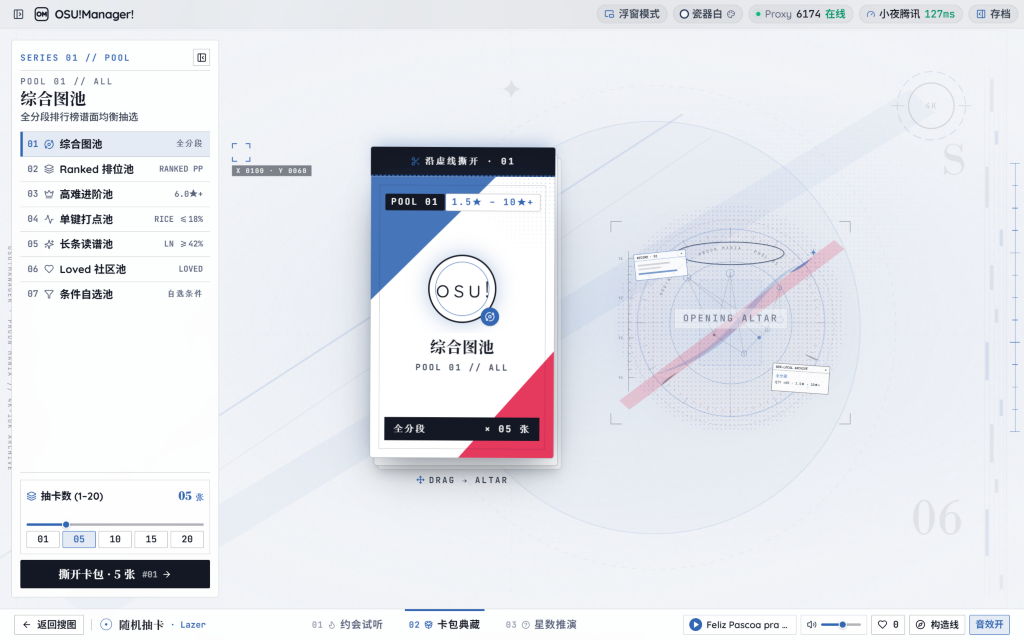 OSU!Manager!
浮窗模式
瓷器白
Proxy 6174 在线
小夜腾讯 127ms
存档
SERIES 01 // POOL
POOL 01 // ALL
综合图池
全分段排行榜谱面均衡抽选
01 综合图池 全分段
02 Ranked 排位池 RANKED PP
03 高难进阶池 6.0★+
04 单键打点池 RICE ≤18%
05 长条读谱池 LN ≥42%
06 Loved 社区池 LOVED
07 条件自选池 自选条件
抽卡数 (1-20) 05 张
01 05 10 15 20
撕开卡包 · 5 张 #01 →
X 0100 · Y 0060
沿虚线撕开 · 01
POOL 01 1.5★ – 10★+
OSU!
综合图池
POOL 01 // ALL
全分段 × 05 张
DRAG → ALTAR
OPENING ALTAR
全分段
S
06
← 返回搜图
随机抽卡 · Lazer
01 约会试听
02 卡包典藏
03 星数推演
Feliz Pascoa pra ...
0
构造线
音效开